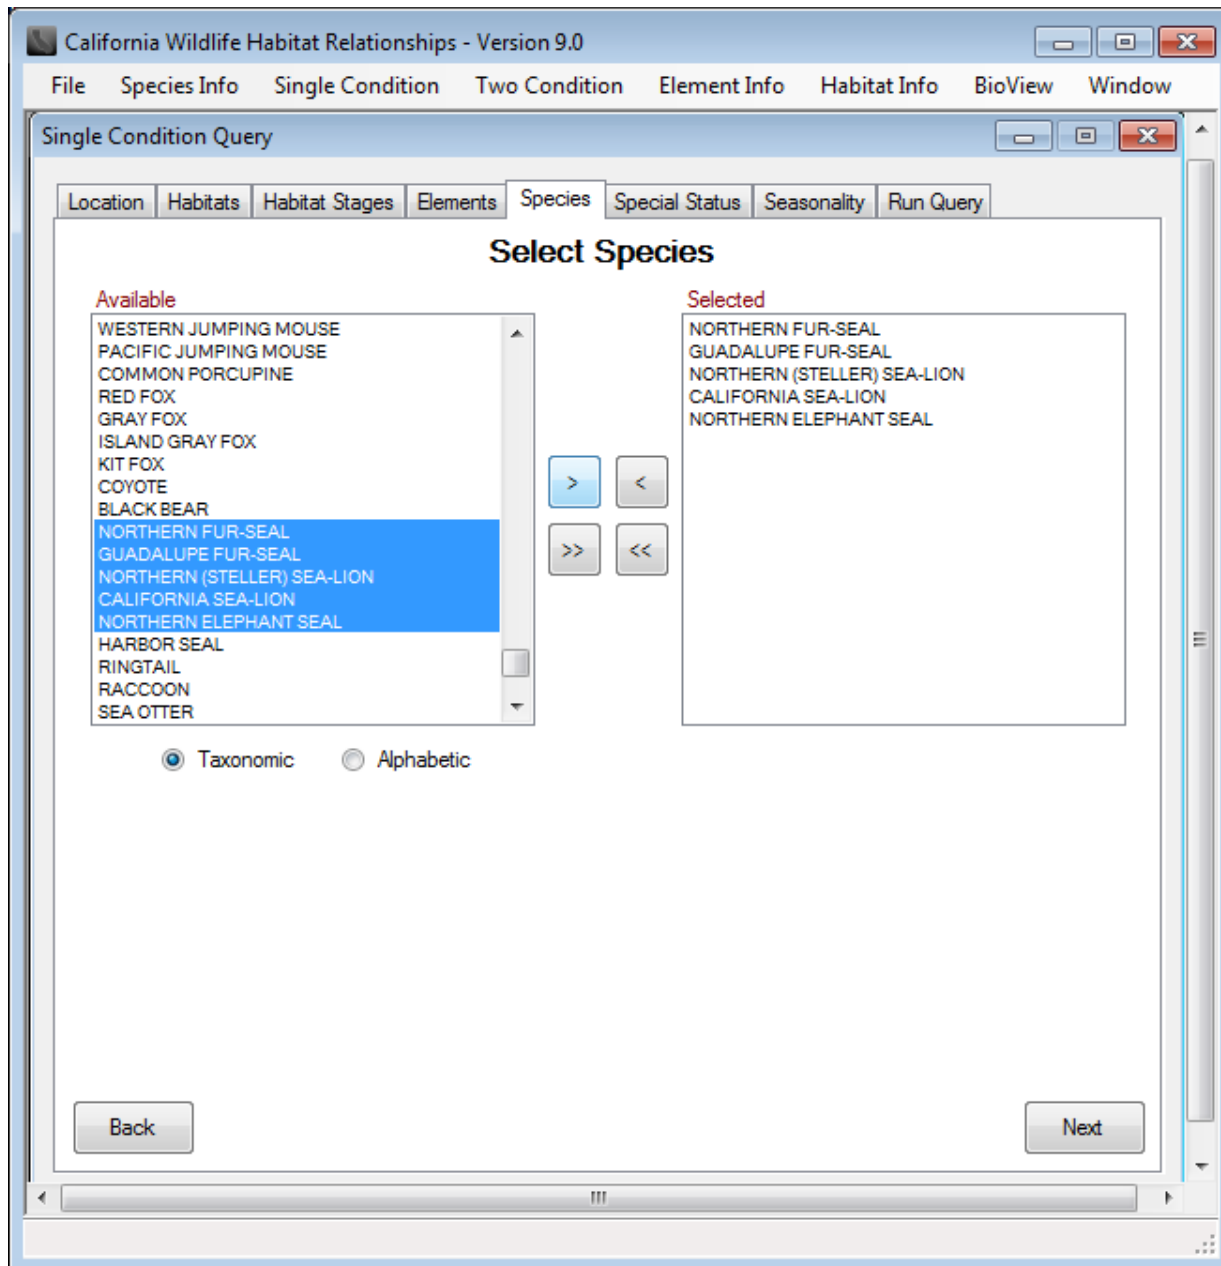 California Wildlife Habitat Relationships - Version 9.0
File Species Info Single Condition Two Condition Element Info Habitat Info BioView Window
Single Condition Query
Location Habitats Habitat Stages Elements Species Special Status Seasonality Run Query
Select Species
Available
WESTERN JUMPING MOUSE
PACIFIC JUMPING MOUSE
COMMON PORCUPINE
RED FOX
GRAY FOX
ISLAND GRAY FOX
KIT FOX
COYOTE
BLACK BEAR
NORTHERN FUR-SEAL
GUADALUPE FUR-SEAL
NORTHERN (STELLER) SEA-LION
CALIFORNIA SEA-LION
NORTHERN ELEPHANT SEAL
HARBOR SEAL
RINGTAIL
RACCOON
SEA OTTER
> <
>> <<
Selected
NORTHERN FUR-SEAL
GUADALUPE FUR-SEAL
NORTHERN (STELLER) SEA-LION
CALIFORNIA SEA-LION
NORTHERN ELEPHANT SEAL
Taxonomic Alphabetic
Back Next